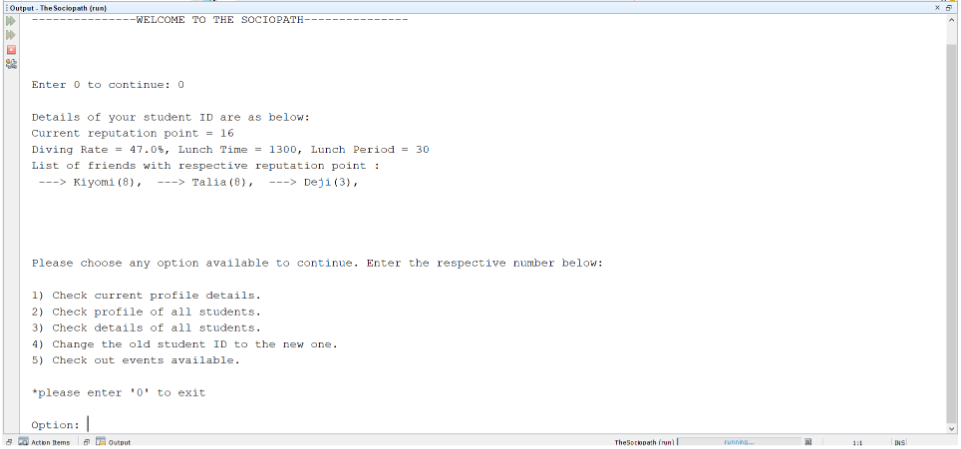 Output - TheSociopath (run)
---------------WELCOME TO THE SOCIOPATH---------------
Enter 0 to continue: 0
Details of your student ID are as below:
Current reputation point = 16
Diving Rate = 47.0%, Lunch Time = 1300, Lunch Period = 30
List of friends with respective reputation point :
---> Kiyomi(8),  ---> Talia(8),  ---> Deji(3),
Please choose any option available to continue. Enter the respective number below:
1) Check current profile details.
2) Check profile of all students.
3) Check details of all students.
4) Change the old student ID to the new one.
5) Check out events available.
*please enter '0' to exit
Option:
Action Items Output TheSociopath (run) running... 1:1 INS